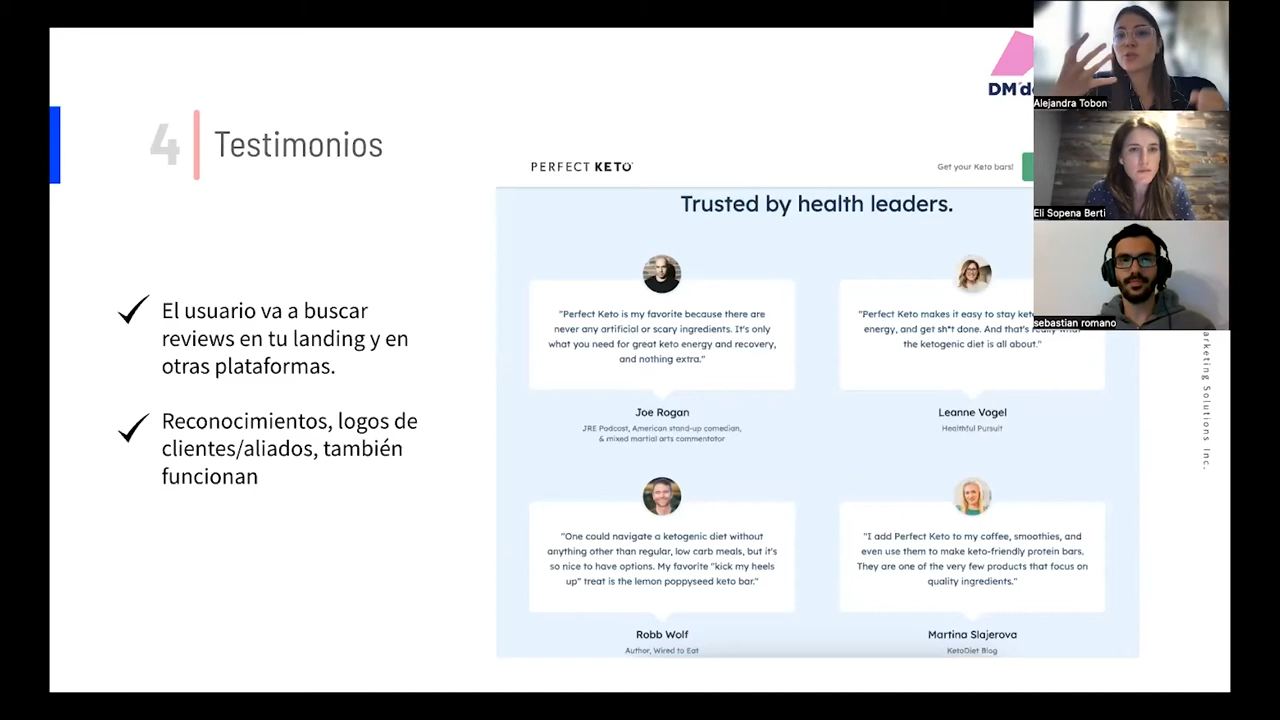 4 Testimonios
El usuario va a buscar
reviews en tu landing y en
otras plataformas.
Reconocimientos, logos de
clientes/aliados, también
funcionan
PERFECT KETO
Get your Keto bars!
Trusted by health leaders.
"Perfect Keto is my favorite because there are
never any artificial or scary ingredients. It's only
what you need for great keto energy and recovery,
and nothing extra."
Joe Rogan
JRE Podcast, American stand-up comedian,
& mixed martial arts commentator
"Perfect Keto makes it easy to stay
energy, and get sh*t done. And that's really what
the ketogenic diet is all about."
Leanne Vogel
Healthful Pursuit
"One could navigate a ketogenic diet without
anything other than regular, low carb meals, but it's
so nice to have options. My favorite "kick my heels
up" treat is the lemon poppyseed keto bar."
Robb Wolf
Author, Wired to Eat
"I add Perfect Keto to my coffee, smoothies, and
even use them to make keto-friendly protein bars.
They are one of the very few products that focus on
quality ingredients."
Martina Slajerova
KetoDiet Blog
Alejandra Tobon
Eli Sopena Berti
sebastian romano
Marketing Solutions Inc.